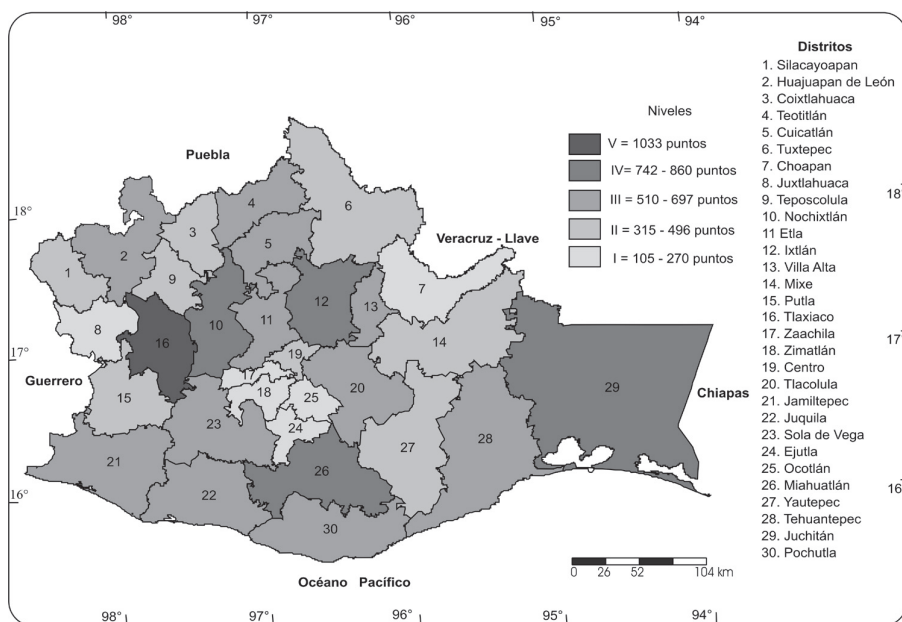 98° 97° 96° 95° 94°
Distritos
1. Silacayoapan
2. Huajuapan de León
3. Coixtlahuaca
4. Teotitlán
5. Cuicatlán
6. Tuxtepec
7. Choapan
8. Juxtlahuaca
9. Teposcolula
10. Nochixtlán
11 Etla
12. Ixtlán
13. Villa Alta
14. Mixe
15. Putla
16. Tlaxiaco
17. Zaachila
18. Zimatlán
19. Centro
20. Tlacolula
21. Jamiltepec
22. Juquila
23. Sola de Vega
24. Ejutla
25. Ocotlán
26. Miahuatlán
27. Yautepec
28. Tehuantepec
29. Juchitán
30. Pochutla
Niveles
V = 1033 puntos
IV= 742 - 860 puntos
III = 510 - 697 puntos
II = 315 - 496 puntos
I = 105 - 270 puntos
Puebla
Veracruz - Llave
Guerrero
Chiapas
Océano Pacífico
18°
17°
16°
18
17
16
4
6
3
5
2
1
9
7
12
13
10
11
8
16
14
19
17
20
29
18
25
15
23
24
27
28
21
26
22
30
0 26 52 104 km
98° 97° 96° 95° 94°